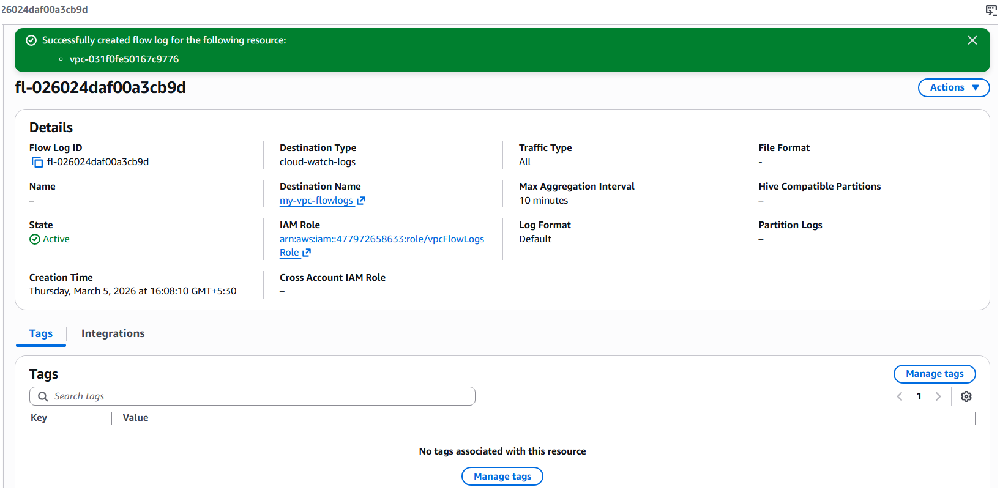 26024daf00a3cb9d
Successfully created flow log for the following resource:
vpc-031f0fe50167c9776
fl-026024daf00a3cb9d
Actions
Details
Flow Log ID
fl-026024daf00a3cb9d
Destination Type
cloud-watch-logs
Traffic Type
All
File Format
-
Name
–
Destination Name
my-vpc-flowlogs
Max Aggregation Interval
10 minutes
Hive Compatible Partitions
–
State
Active
IAM Role
arn:aws:iam::477972658633:role/vpcFlowLogs
Role
Log Format
Default
Partition Logs
–
Creation Time
Thursday, March 5, 2026 at 16:08:10 GMT+5:30
Cross Account IAM Role
–
Tags
Integrations
Tags
Manage tags
Search tags
1
Key
Value
No tags associated with this resource
Manage tags